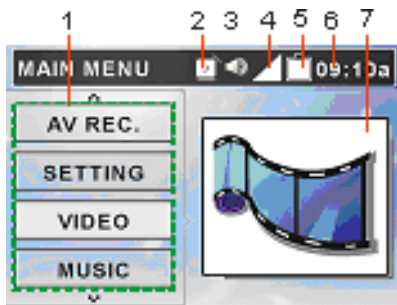 1 2 3 4 5 6 7
MAIN MENU 09:10a
AV REC.
SETTING
VIDEO
MUSIC